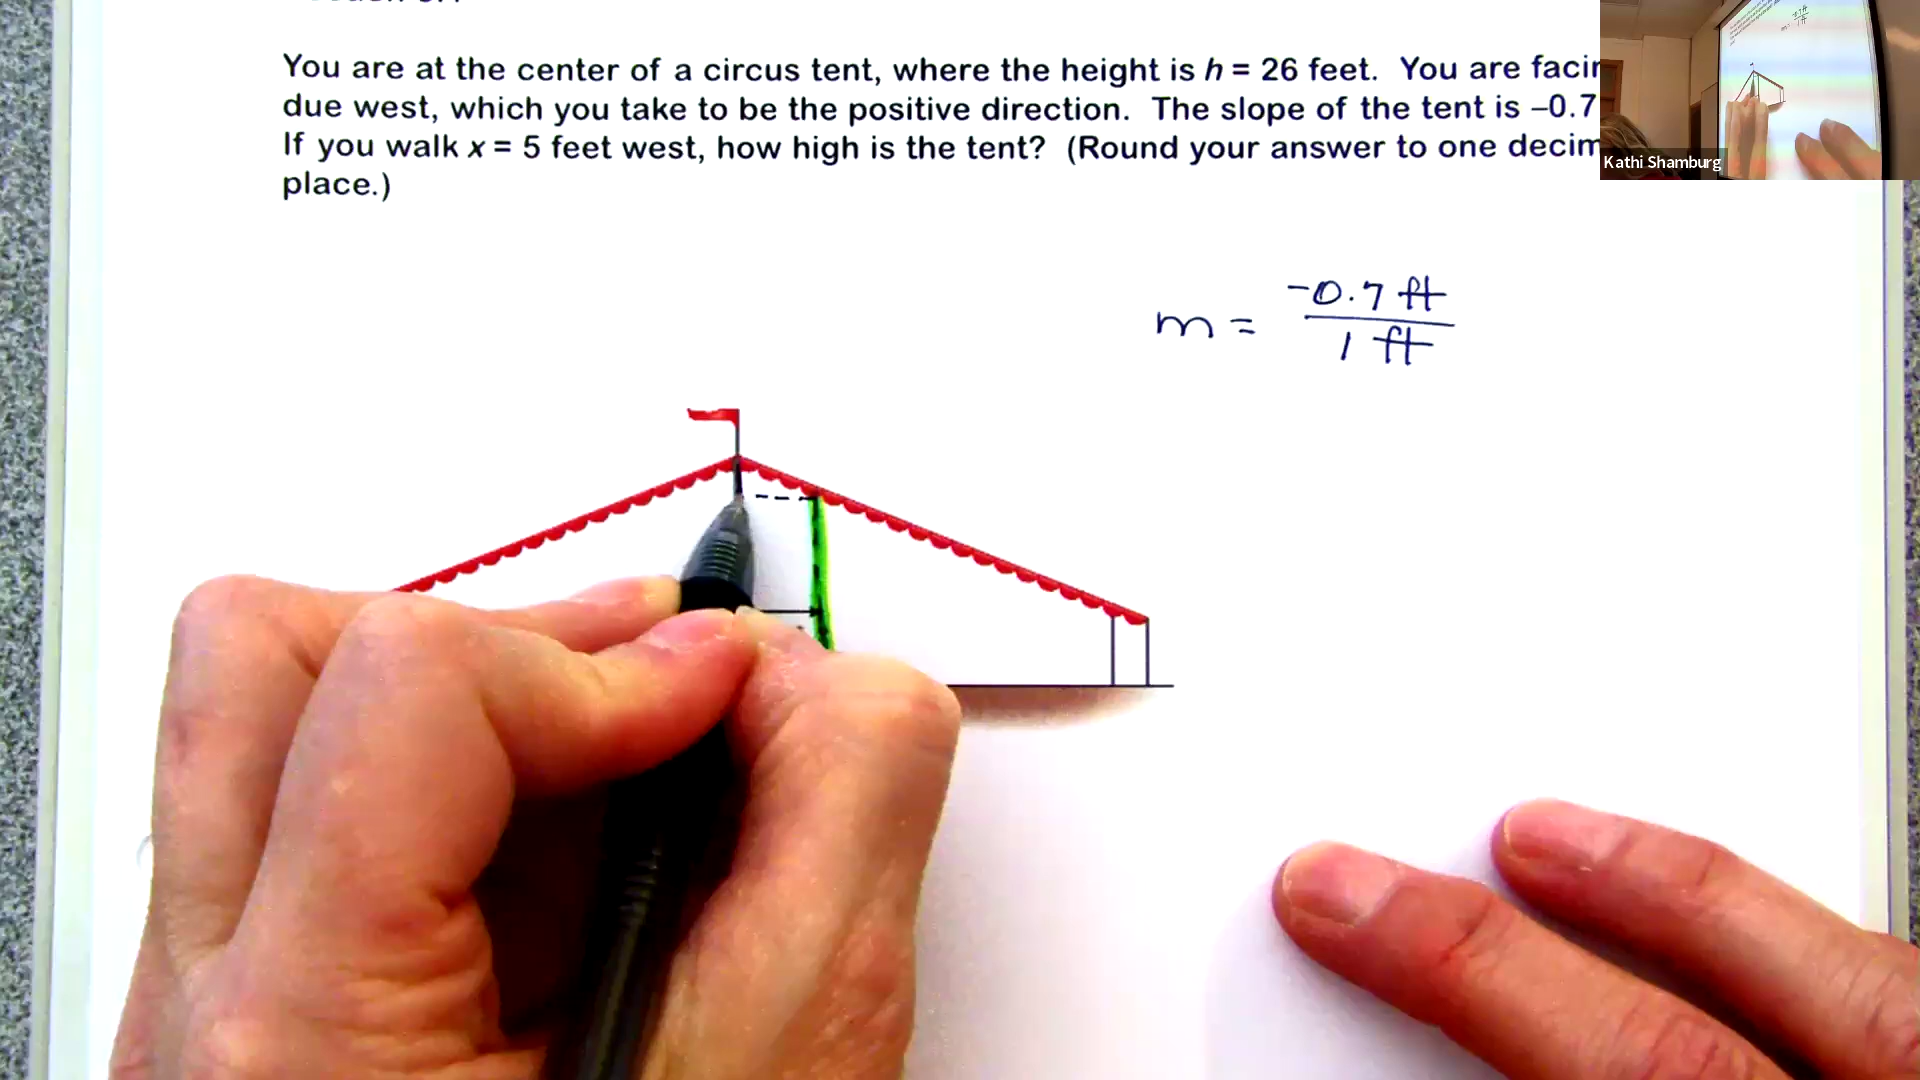 You are at the center of a circus tent, where the height is h = 26 feet. You are
due west, which you take to be the positive direction. The slope of the tent is –0.7
If you walk x = 5 feet west, how high is the tent? (Round your answer to one
place.)
m = -0.7 ft
1 ft
Kathi Shamburg